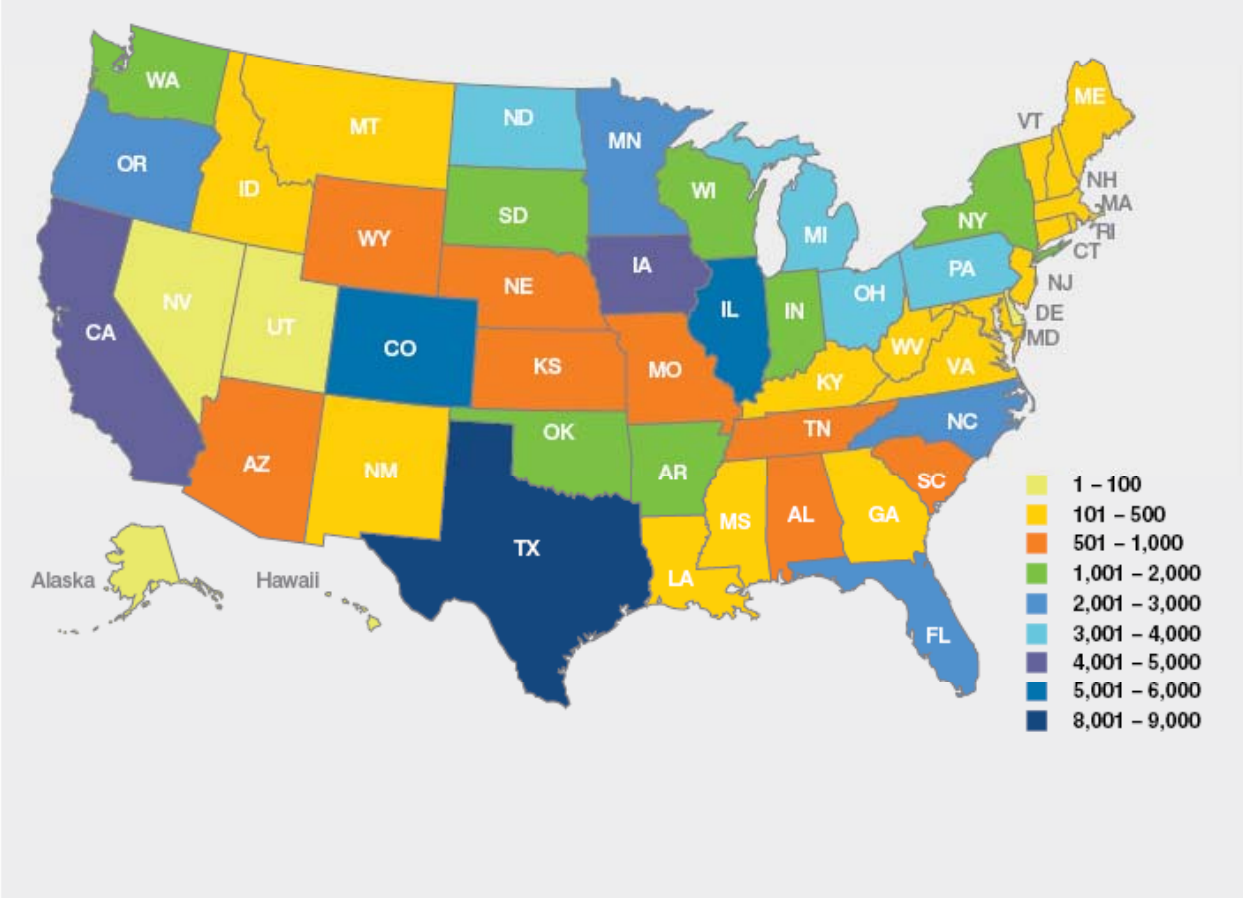 WA
MT
ND
MN
ME
VT
OR
ID
SD
WI
NH
MA
WY
NY
RI
MI
CT
IA
PA
NE
NJ
NV
OH
IL
IN
DE
UT
CA
MD
CO
WV
KS
VA
MO
KY
NC
OK
TN
AZ
NM
AR
SC
MS
AL
GA
TX
LA
Alaska
Hawaii
FL
1 – 100
101 – 500
501 – 1,000
1,001 – 2,000
2,001 – 3,000
3,001 – 4,000
4,001 – 5,000
5,001 – 6,000
8,001 – 9,000